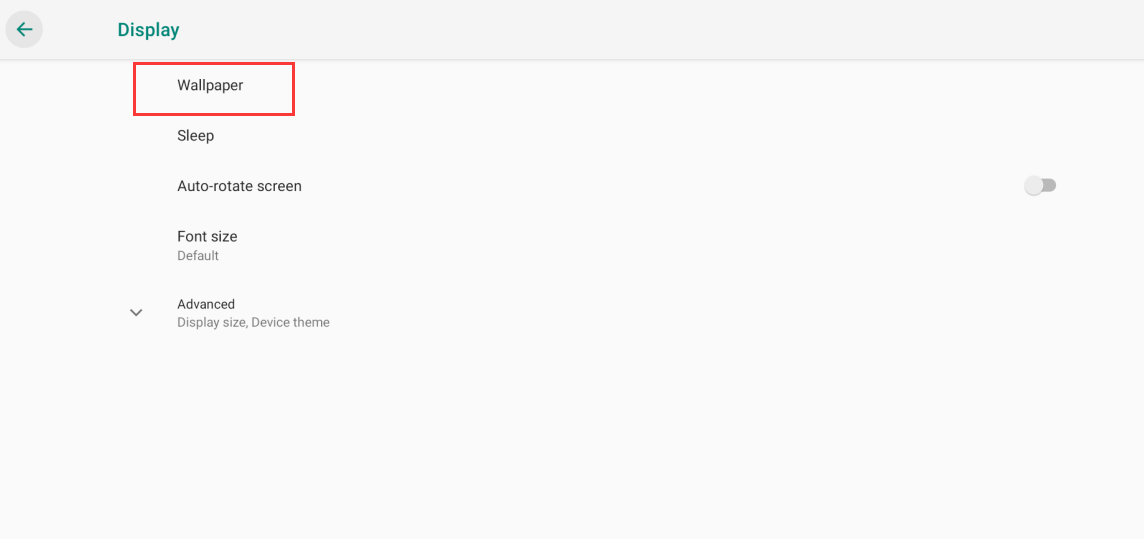 Display
Wallpaper
Sleep
Auto-rotate screen
Font size
Default
Advanced
Display size, Device theme